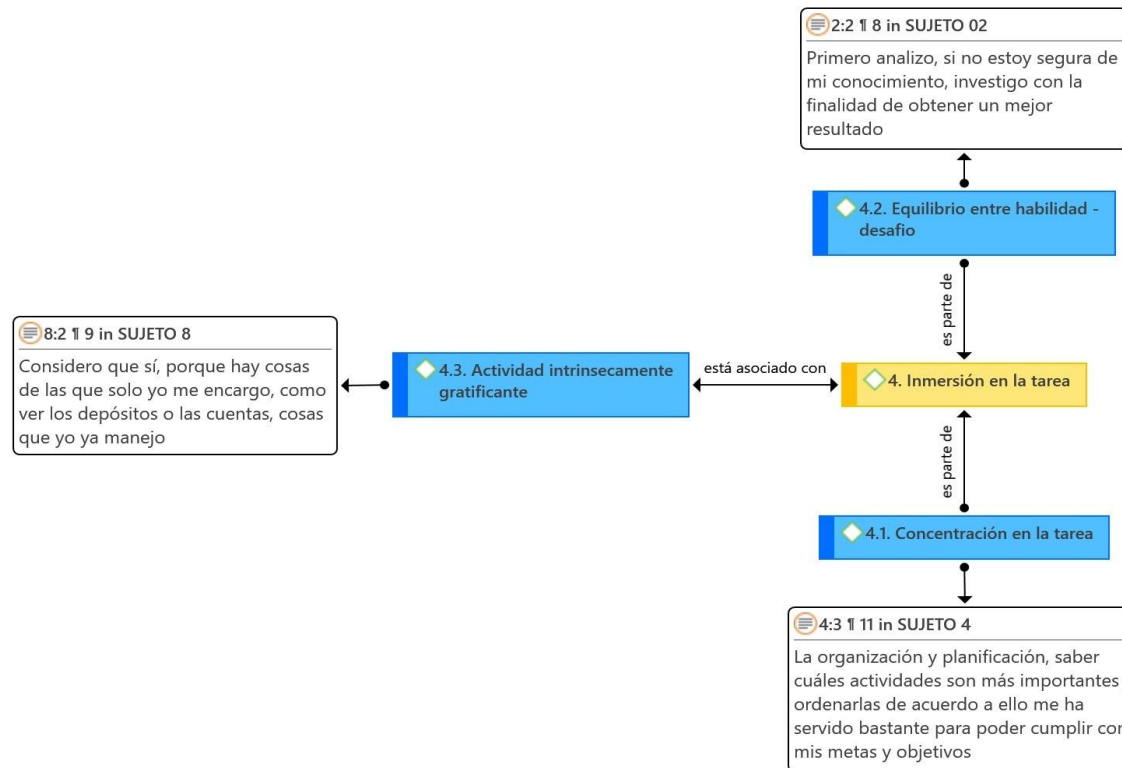 2:2 ¶ 8 in SUJETO 02
Primero analizo, si no estoy segura de
mi conocimiento, investigo con la
finalidad de obtener un mejor
resultado
4.2. Equilibrio entre habilidad -
desafio
es parte de
8:2 ¶ 9 in SUJETO 8
Considero que sí, porque hay cosas
de las que solo yo me encargo, como
ver los depósitos o las cuentas, cosas
que yo ya manejo
4.3. Actividad intrinsecamente
gratificante
está asociado con
4. Inmersión en la tarea
es parte de
4.1. Concentración en la tarea
4:3 ¶ 11 in SUJETO 4
La organización y planificación, saber
cuáles actividades son más importantes
ordenarlas de acuerdo a ello me ha
servido bastante para poder cumplir con
mis metas y objetivos